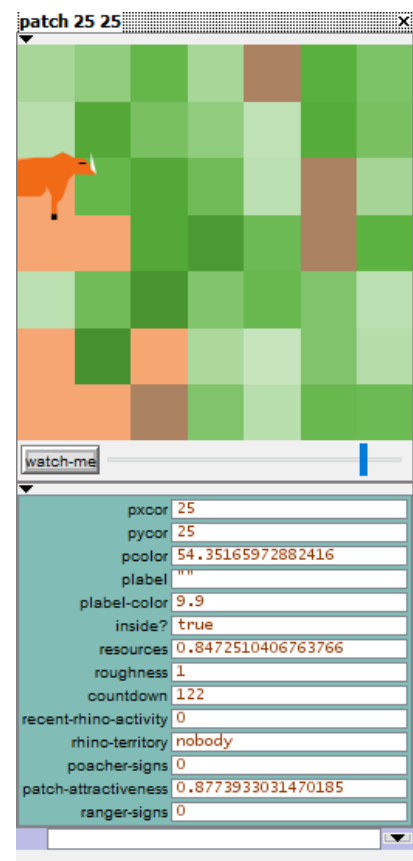 patch 25 25
watch-me
pxcor 25
pycor 25
pcolor 54.35165972882416
plabel ""
plabel-color 9.9
inside? true
resources 0.8472510406763766
roughness 1
countdown 122
recent-rhino-activity 0
rhino-territory nobody
poacher-signs 0
patch-attractiveness 0.8773933031470185
ranger-signs 0